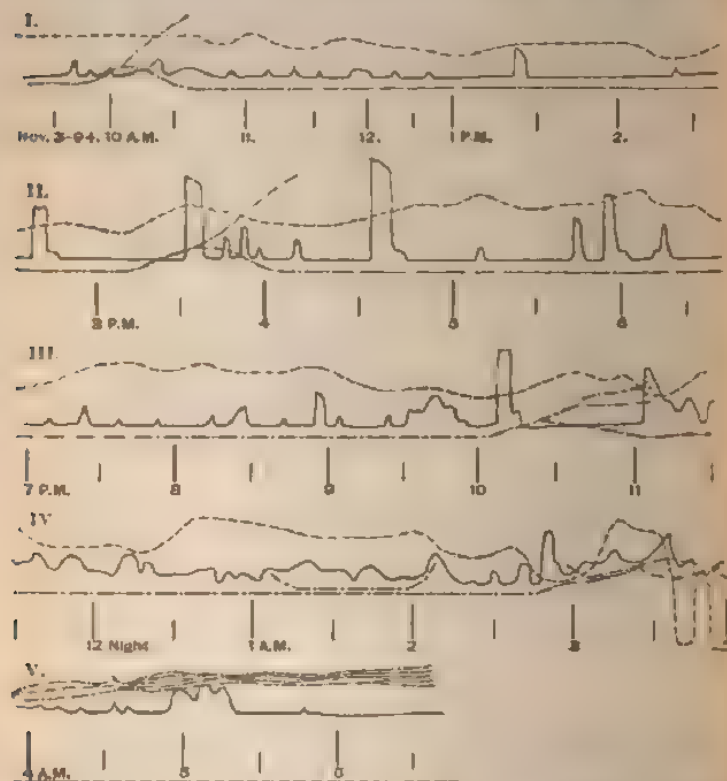 I.
Nov. 3-94. 10 A.M. 11. 12. 1 P.M. 2.
II.
3 P.M. 4 5 6
III.
7 P.M. 8 9 10 11
IV
12 Night 1 A.M. 2 3
V.
4 A.M. 5 6